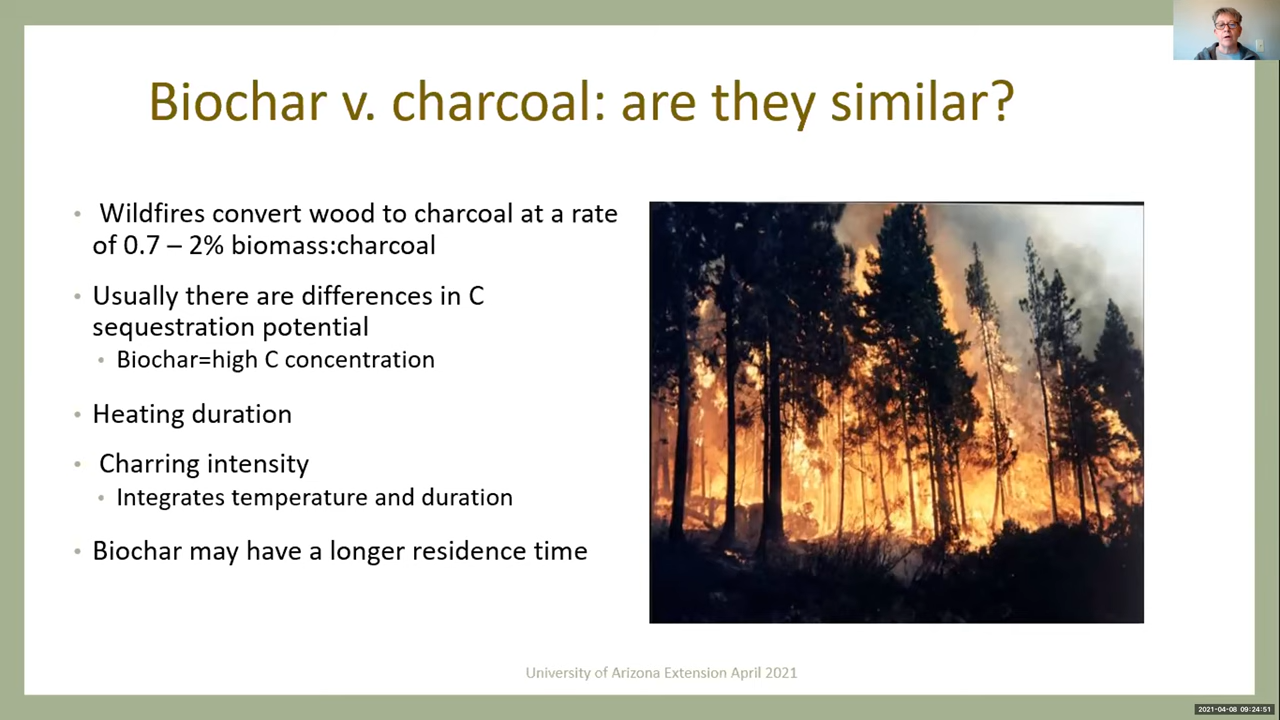 Biochar v. charcoal: are they similar?
• Wildfires convert wood to charcoal at a rate
of 0.7 – 2% biomass:charcoal
• Usually there are differences in C
sequestration potential
• Biochar=high C concentration
• Heating duration
• Charring intensity
• Integrates temperature and duration
• Biochar may have a longer residence time
University of Arizona Extension April 2021
2021-04-08 09:24:51